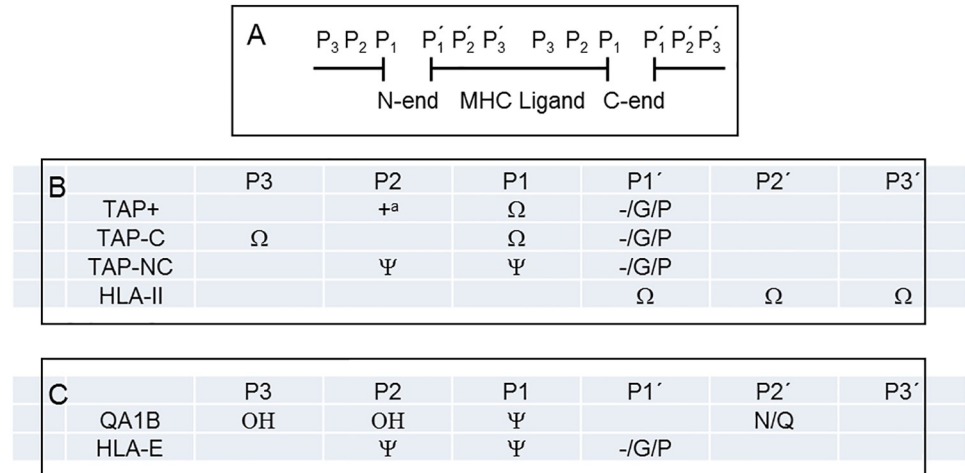 A
P3 P2 P1 P1´ P2´ P3´ P3 P2 P1 P1´ P2´ P3´
N-end MHC Ligand C-end
B P3 P2 P1 P1´ P2´ P3´
TAP+ +a Ω -/G/P
TAP-C Ω Ω -/G/P
TAP-NC Ψ Ψ -/G/P
HLA-II Ω Ω Ω
C P3 P2 P1 P1´ P2´ P3´
QA1B OH OH Ψ N/Q
HLA-E Ψ Ψ -/G/P